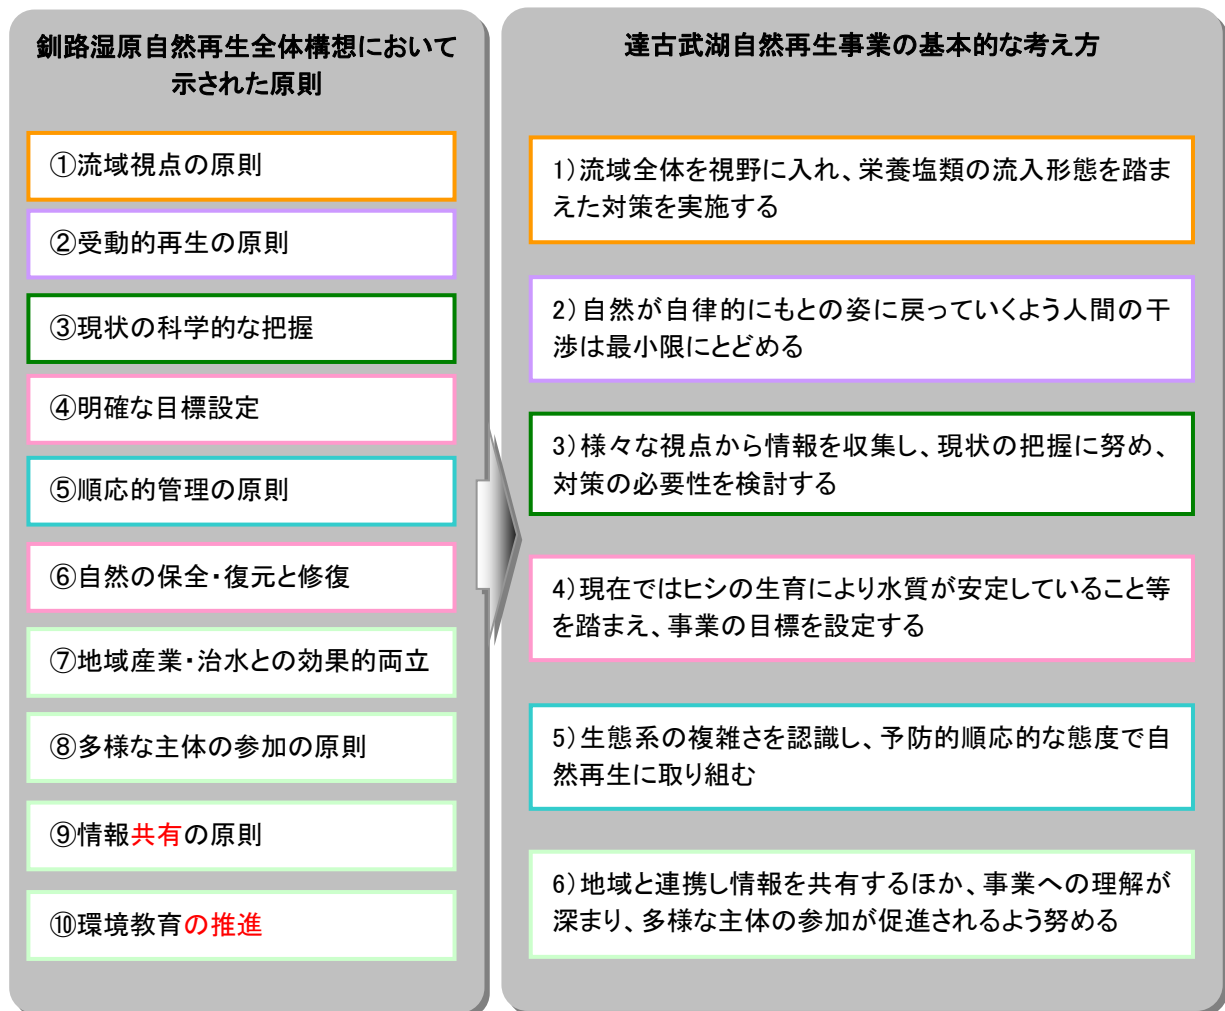 釧路湿原自然再生全体構想において
示された原則
①流域視点の原則
②受動的再生の原則
③現状の科学的な把握
④明確な目標設定
⑤順応的管理の原則
⑥自然の保全・復元と修復
⑦地域産業・治水との効果的両立
⑧多様な主体の参加の原則
⑨情報共有の原則
⑩環境教育の推進
達古武湖自然再生事業の基本的な考え方
1)流域全体を視野に入れ、栄養塩類の流入形態を踏ま
えた対策を実施する
2)自然が自律的にもとの姿に戻っていくよう人間の干
渉は最小限にとどめる
3)様々な視点から情報を収集し、現状の把握に努め、
対策の必要性を検討する
4)現在ではヒシの生育により水質が安定していること等
を踏まえ、事業の目標を設定する
5)生態系の複雑さを認識し、予防的順応的な態度で自
然再生に取り組む
6)地域と連携し情報を共有するほか、事業への理解が
深まり、多様な主体の参加が促進されるよう努める